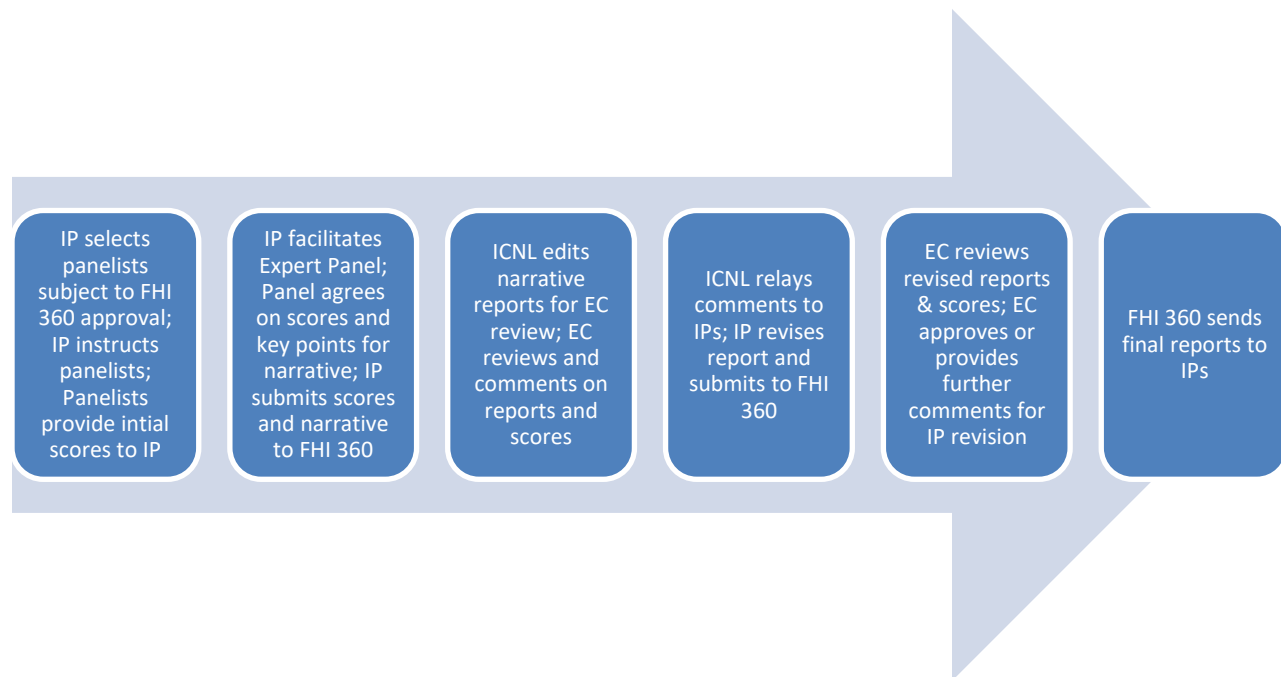 IP selects
panelists
subject to FHI
360 approval;
IP instructs
panelists;
Panelists
provide intial
scores to IP
IP facilitates
Expert Panel;
Panel agrees
on scores and
key points for
narrative; IP
submits scores
and narrative
to FHI 360
ICNL edits
narrative
reports for EC
review; EC
reviews and
comments on
reports and
scores
ICNL relays
comments to
IPs; IP revises
report and
submits to FHI
360
EC reviews
revised reports
& scores; EC
approves or
provides
further
comments for
IP revision
FHI 360 sends
final reports to
IPs